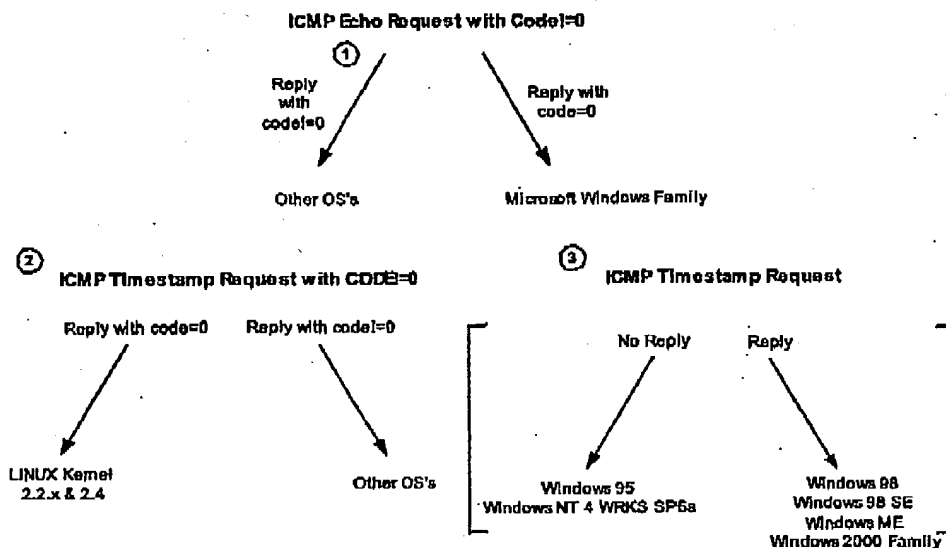 ICMP Echo Request with Code!=0
1
Reply
with
code!=0
Reply with
code=0
Other OS's
Microsoft Windows Family
2
ICMP Timestamp Request with CODE!=0
3
ICMP Timestamp Request
Reply with code=0
Reply with code!=0
No Reply
Reply
LINUX Kernel
2.2.x & 2.4
Other OS's
Windows 95
Windows NT 4 WRKS SP6a
Windows 98
Windows 98 SE
Windows ME
Windows 2000 Family